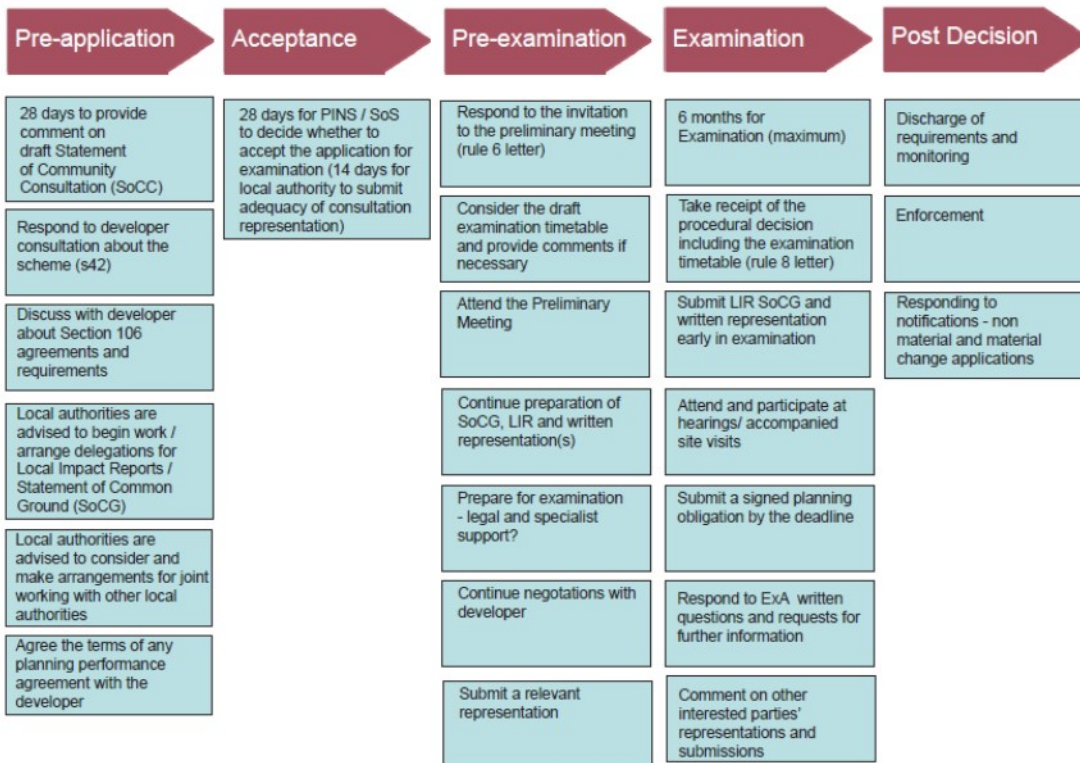 Pre-application
Acceptance
Pre-examination
Examination
Post Decision
28 days to provide
comment on
draft Statement
of Community
Consultation (SoCC)
Respond to developer
consultation about the
scheme (s42)
Discuss with developer
about Section 106
agreements and
requirements
Local authorities are
advised to begin work /
arrange delegations for
Local Impact Reports /
Statement of Common
Ground (SoCG)
Local authorities are
advised to consider and
make arrangements for joint
working with other local
authorities
Agree the terms of any
planning performance
agreement with the
developer
28 days for PINS / SoS
to decide whether to
accept the application for
examination (14 days for
local authority to submit
adequacy of consultation
representation)
Respond to the invitation
to the preliminary meeting
(rule 6 letter)
Consider the draft
examination timetable
and provide comments if
necessary
Attend the Preliminary
Meeting
Continue preparation of
SoCG, LIR and written
representation(s)
Prepare for examination
- legal and specialist
support?
Continue negotations with
developer
Submit a relevant
representation
6 months for
Examination (maximum)
Take receipt of the
procedural decision
including the examination
timetable (rule 8 letter)
Submit LIR SoCG and
written representation
early in examination
Attend and participate at
hearings/ accompanied
site visits
Submit a signed planning
obligation by the deadline
Respond to ExA written
questions and requests for
further information
Comment on other
interested parties'
representations and
submissions
Discharge of
requirements and
monitoring
Enforcement
Responding to
notifications - non
material and material
change applications